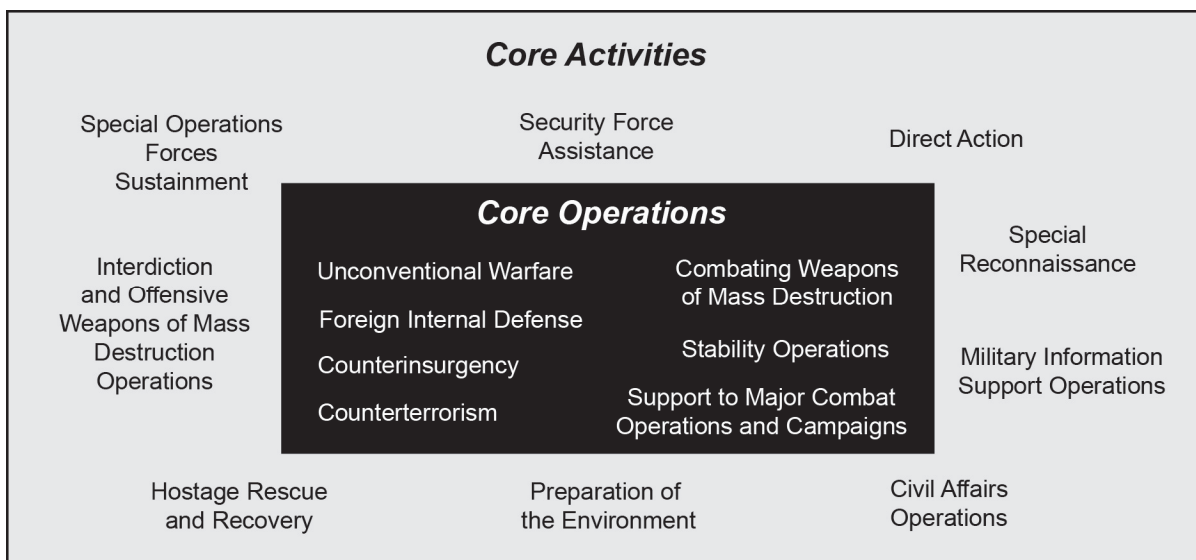 Core Activities
Special Operations
Forces
Sustainment
Security Force
Assistance
Direct Action
Core Operations
Unconventional Warfare
Foreign Internal Defense
Counterinsurgency
Counterterrorism
Combating Weapons
of Mass Destruction
Stability Operations
Support to Major Combat
Operations and Campaigns
Interdiction
and Offensive
Weapons of Mass
Destruction
Operations
Special
Reconnaissance
Military Information
Support Operations
Hostage Rescue
and Recovery
Preparation of
the Environment
Civil Affairs
Operations